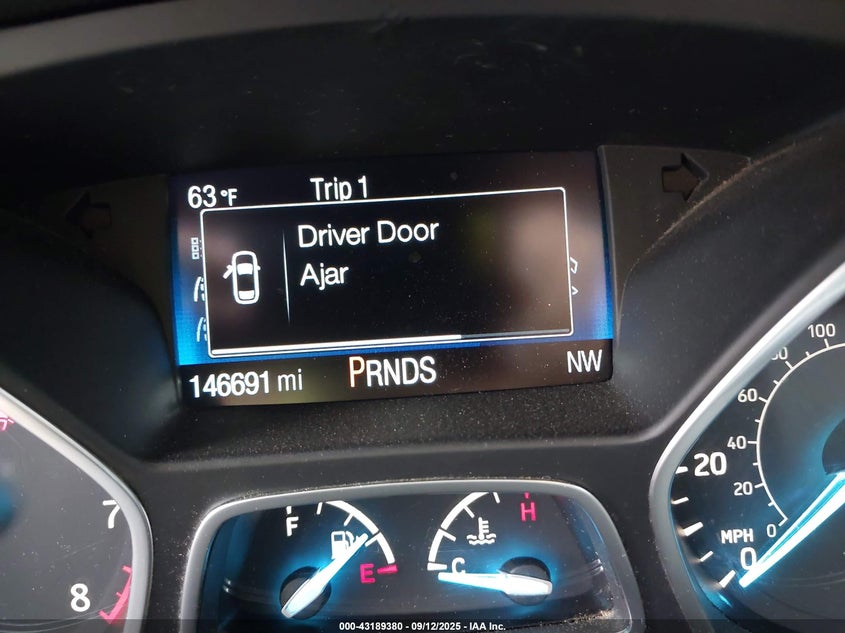 63°F Trip 1
Driver Door
Ajar
146691 mi PRNDS NW
7
8
F
E
H
C
100
80
60
40
20
0
20
MPH
0
000-43189380 - 09/12/2025 - IAA Inc.